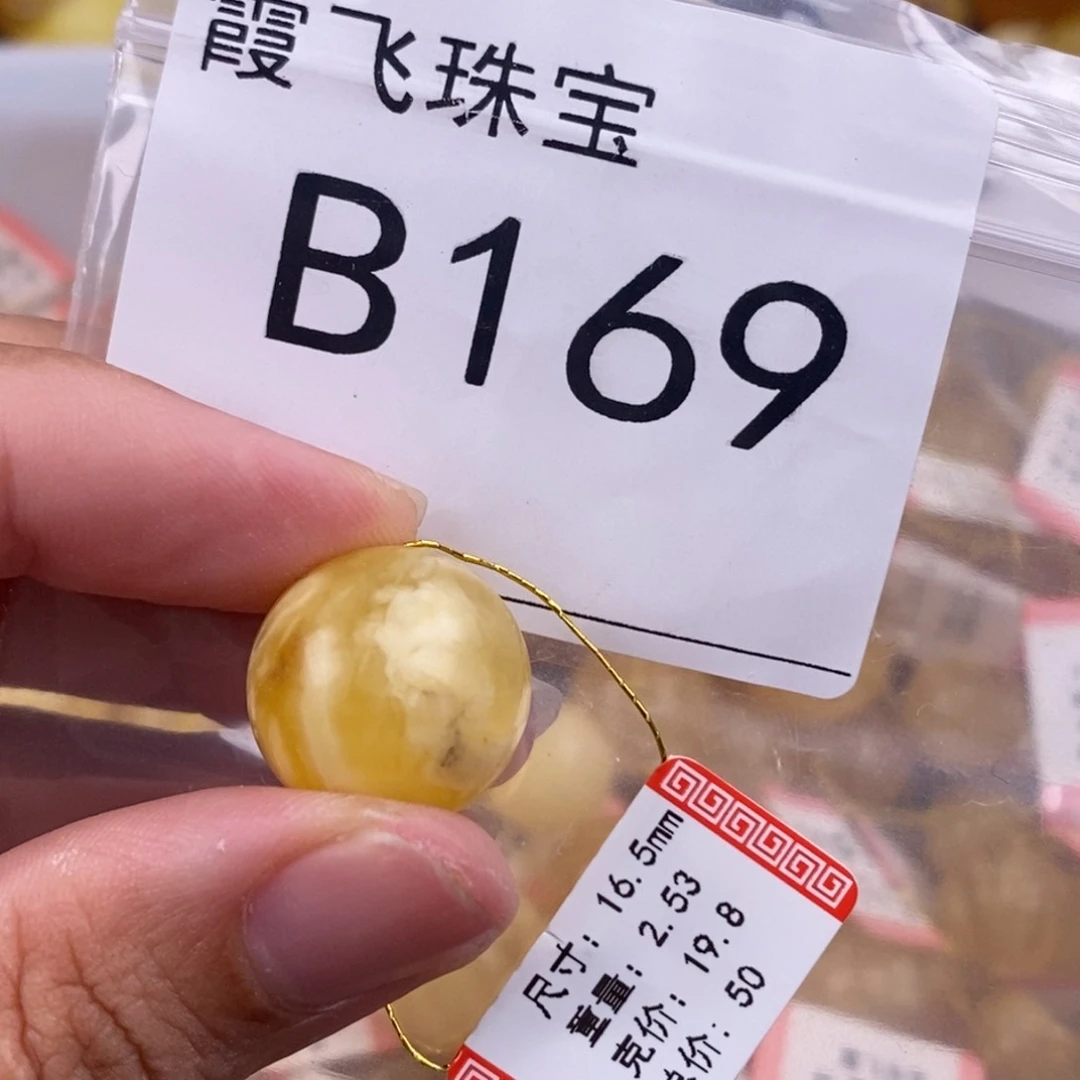 霞飞珠宝
B169
尺寸: 16.5mm
重量: 2.53
克价: 19.8
价: 50